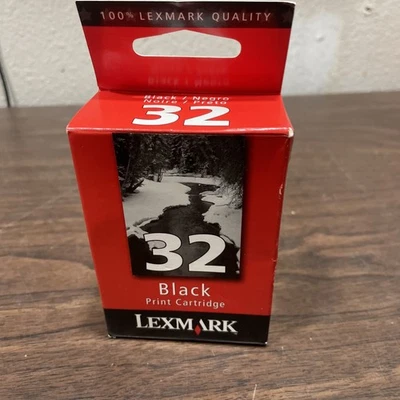 100% LEXMARK QUALITY
Black / Negro
Noire / Preto
32
32
Black
Print Cartridge
LEXMARK